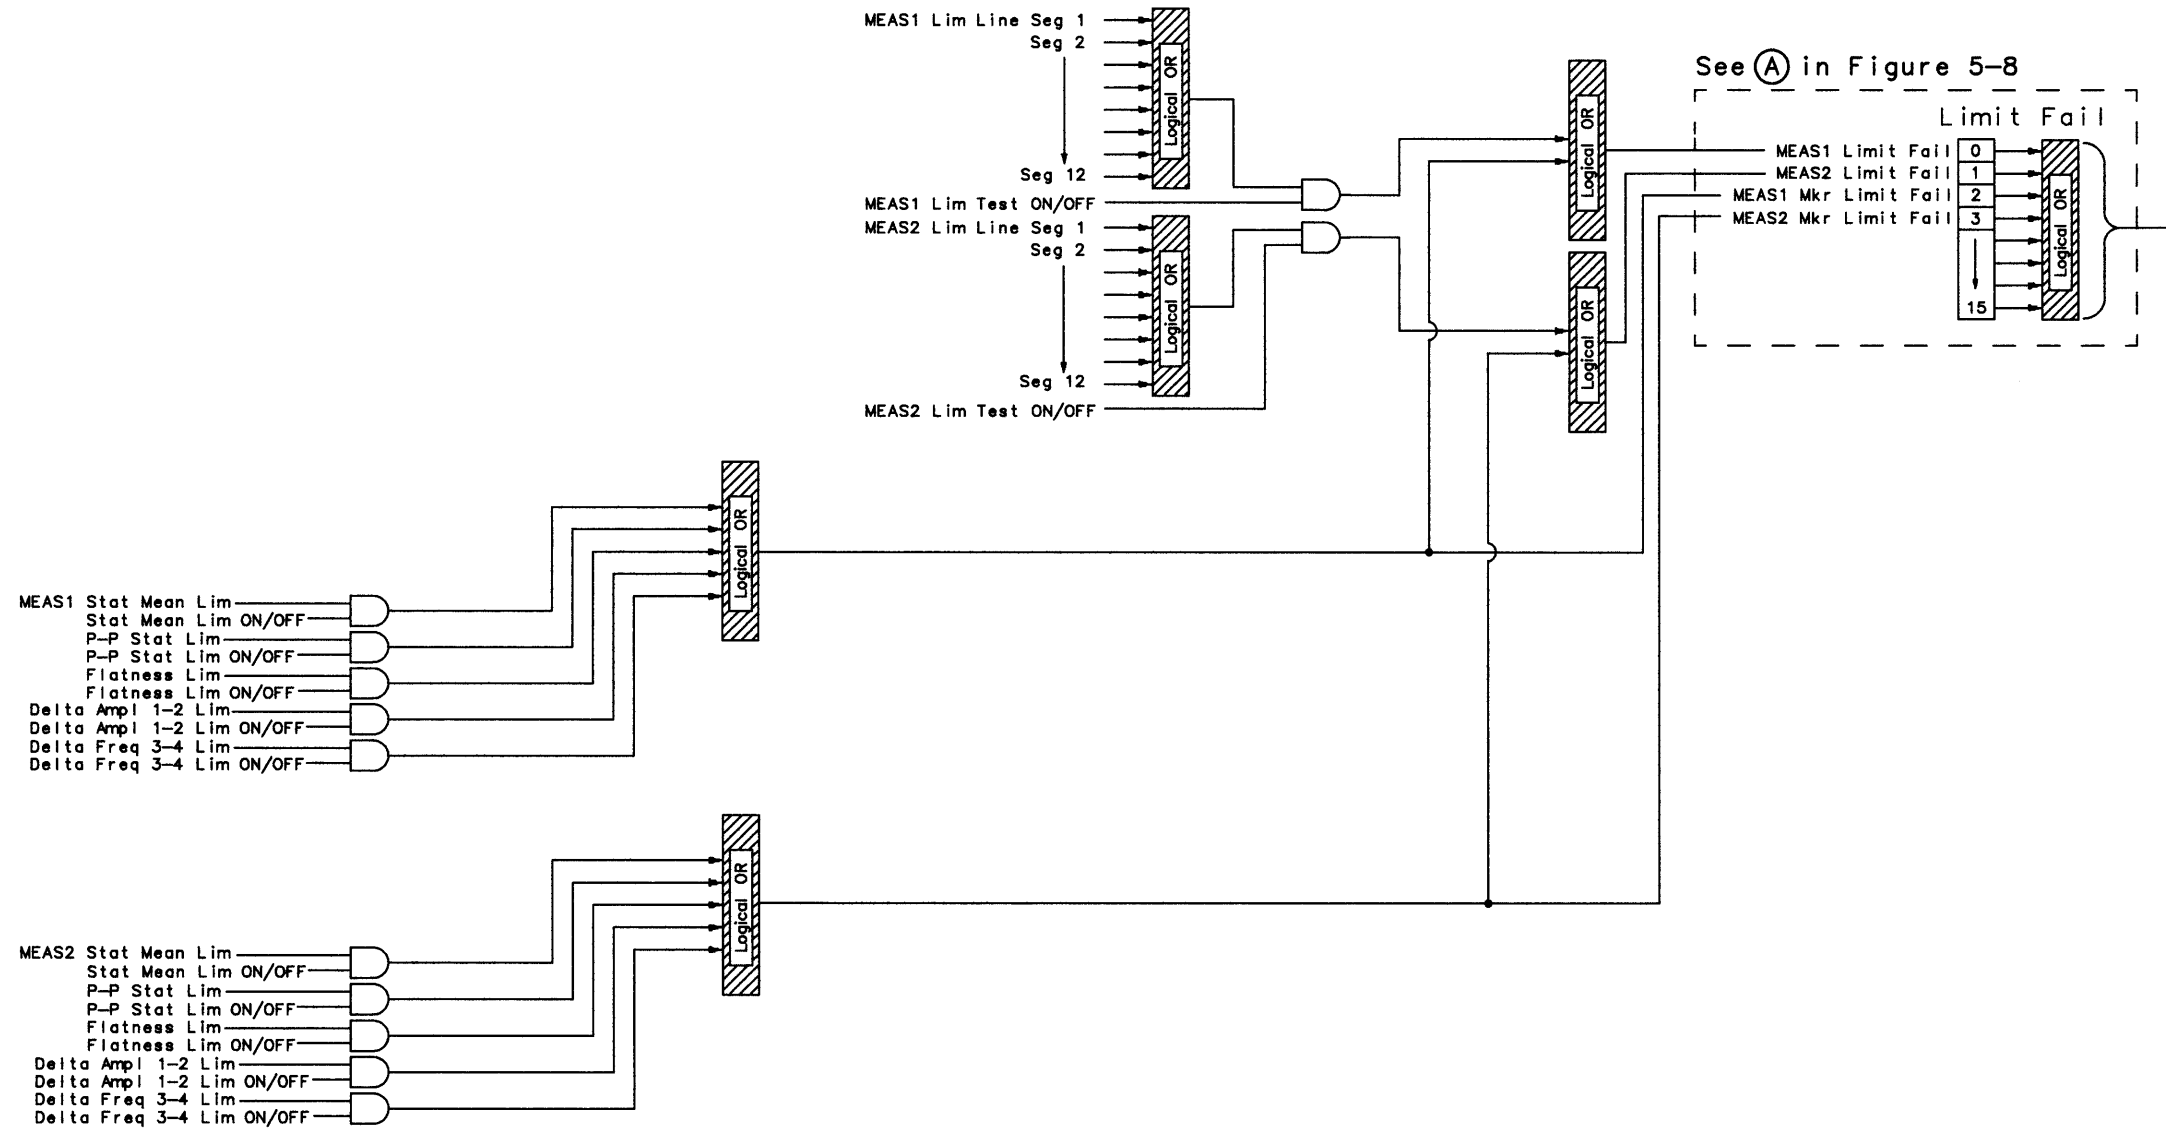 MEAS1 Lim Line Seg 1
Seg 2
Seg 12
MEAS1 Lim Test ON/OFF
Logical OR
MEAS2 Lim Line Seg 1
Seg 2
Seg 12
MEAS2 Lim Test ON/OFF
Logical OR
Logical OR
Logical OR
See A in Figure 5-8
Limit Fail
MEAS1 Limit Fail 0
MEAS2 Limit Fail 1
MEAS1 Mkr Limit Fail 2
MEAS2 Mkr Limit Fail 3
15
Logical OR
Logical OR
MEAS1 Stat Mean Lim
Stat Mean Lim ON/OFF
P-P Stat Lim
P-P Stat Lim ON/OFF
Flatness Lim
Flatness Lim ON/OFF
Delta Ampl 1-2 Lim
Delta Ampl 1-2 Lim ON/OFF
Delta Freq 3-4 Lim
Delta Freq 3-4 Lim ON/OFF
Logical OR
MEAS2 Stat Mean Lim
Stat Mean Lim ON/OFF
P-P Stat Lim
P-P Stat Lim ON/OFF
Flatness Lim
Flatness Lim ON/OFF
Delta Ampl 1-2 Lim
Delta Ampl 1-2 Lim ON/OFF
Delta Freq 3-4 Lim
Delta Freq 3-4 Lim ON/OFF